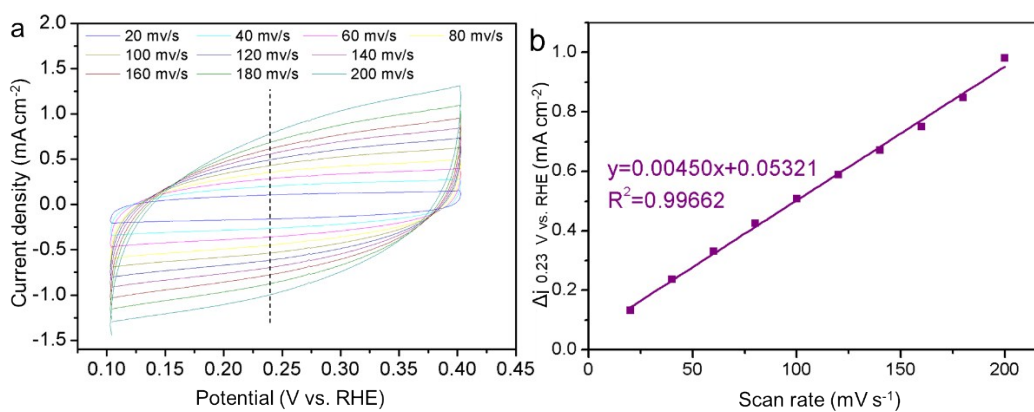 a
2.0
1.5
1.0
0.5
0.0
-0.5
-1.0
-1.5
Current density (mA cm-2)
20 mv/s 40 mv/s 60 mv/s 80 mv/s
100 mv/s 120 mv/s 140 mv/s
160 mv/s 180 mv/s 200 mv/s
0.10 0.15 0.20 0.25 0.30 0.35 0.40 0.45
Potential (V vs. RHE)
b
1.0
0.8
0.6
0.4
0.2
0.0
Δj 0.23 V vs. RHE (mA cm-2)
y=0.00450x+0.05321
R2=0.99662
0 50 100 150 200
Scan rate (mV s-1)